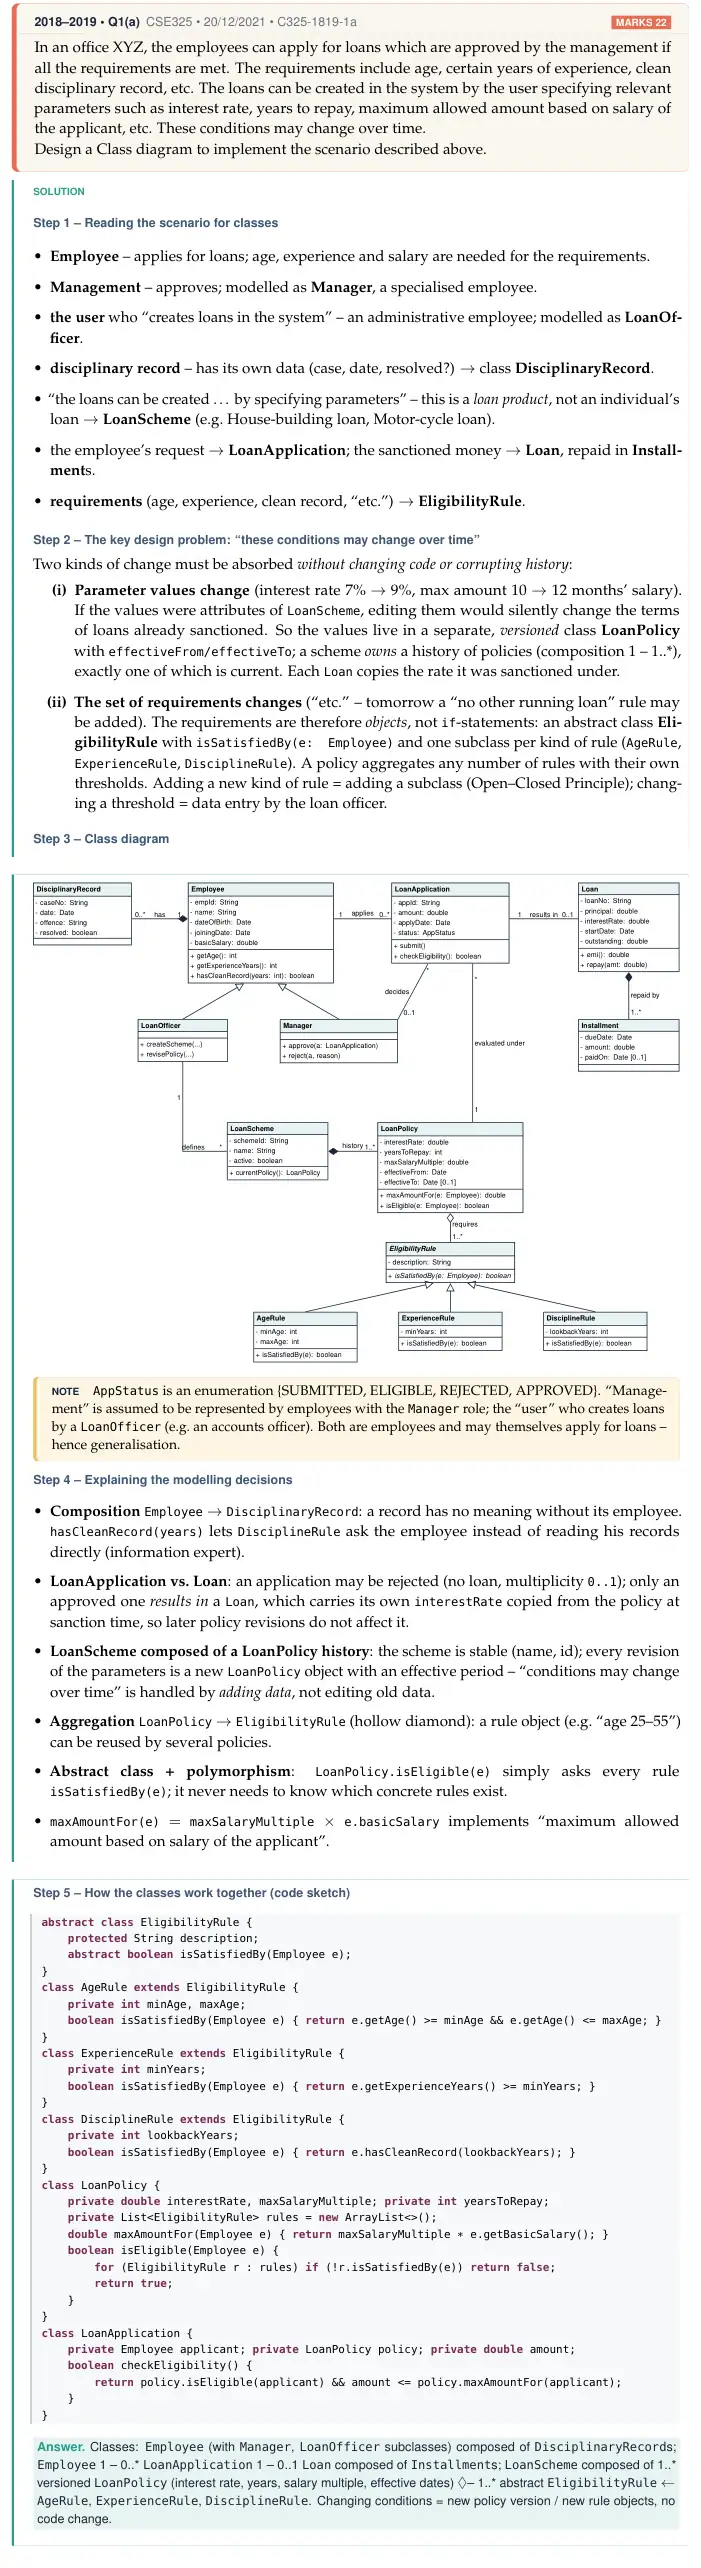 2018–2019 • Q1(a) CSE325 • 20/12/2021 • C325-1819-1a MARKS 22
In an office XYZ, the employees can apply for loans which are approved by the management if
all the requirements are met. The requirements include age, certain years of experience, clean
disciplinary record, etc. The loans can be created in the system by the user specifying relevant
parameters such as interest rate, years to repay, maximum allowed amount based on salary of
the applicant, etc. These conditions may change over time.
Design a Class diagram to implement the scenario described above.
SOLUTION
Step 1 – Reading the scenario for classes
• Employee – applies for loans; age, experience and salary are needed for the requirements.
• Management – approves; modelled as Manager, a specialised employee.
• the user who “creates loans in the system” – an administrative employee; modelled as LoanOf-
ficer.
• disciplinary record – has its own data (case, date, resolved?) → class DisciplinaryRecord.
• “the loans can be created ... by specifying parameters” – this is a loan product, not an individual’s
loan → LoanScheme (e.g. House-building loan, Motor-cycle loan).
• the employee’s request → LoanApplication; the sanctioned money → Loan, repaid in Install-
ments.
• requirements (age, experience, clean record, “etc.”) → EligibilityRule.
Step 2 – The key design problem: “these conditions may change over time”
Two kinds of change must be absorbed without changing code or corrupting history:
(i) Parameter values change (interest rate 7% → 9%, max amount 10 → 12 months’ salary).
If the values were attributes of LoanScheme, editing them would silently change the terms
of loans already sanctioned. So the values live in a separate, versioned class LoanPolicy
with effectiveFrom/effectiveTo; a scheme owns a history of policies (composition 1 – 1..*),
exactly one of which is current. Each Loan copies the rate it was sanctioned under.
(ii) The set of requirements changes (“etc.” – tomorrow a “no other running loan” rule may
be added). The requirements are therefore objects, not if-statements: an abstract class Eli-
gibilityRule with isSatisfiedBy(e: Employee) and one subclass per kind of rule (AgeRule,
ExperienceRule, DisciplineRule). A policy aggregates any number of rules with their own
thresholds. Adding a new kind of rule = adding a subclass (Open–Closed Principle); chang-
ing a threshold = data entry by the loan officer.
Step 3 – Class diagram
DisciplinaryRecord
- caseNo: String
- date: Date
- offence: String
- resolved: boolean
0..* has 1
Employee
- empId: String
- name: String
- dateOfBirth: Date
- joiningDate: Date
- basicSalary: double
+ getAge(): int
+ getExperienceYears(): int
+ hasCleanRecord(years: int): boolean
1 applies 0..*
LoanApplication
- appId: String
- amount: double
- applyDate: Date
- status: AppStatus
+ submit()
+ checkEligibility(): boolean
1 results in 0..1
Loan
- loanNo: String
- principal: double
- interestRate: double
- startDate: Date
- outstanding: double
+ emi(): double
+ repay(amt: double)
* decides 0..1
* evaluated under 1
repaid by
1..*
LoanOfficer
+ createScheme(...)
+ revisePolicy(...)
Manager
+ approve(a: LoanApplication)
+ reject(a, reason)
Installment
- dueDate: Date
- amount: double
- paidOn: Date [0..1]
1
defines *
LoanScheme
- schemeId: String
- name: String
- active: boolean
+ currentPolicy(): LoanPolicy
history 1..*
LoanPolicy
- interestRate: double
- yearsToRepay: int
- maxSalaryMultiple: double
- effectiveFrom: Date
- effectiveTo: Date [0..1]
+ maxAmountFor(e: Employee): double
+ isEligible(e: Employee): boolean
requires
1..*
EligibilityRule
- description: String
+ isSatisfiedBy(e: Employee): boolean
AgeRule
- minAge: int
- maxAge: int
+ isSatisfiedBy(e): boolean
ExperienceRule
- minYears: int
+ isSatisfiedBy(e): boolean
DisciplineRule
- lookbackYears: int
+ isSatisfiedBy(e): boolean
NOTE AppStatus is an enumeration {SUBMITTED, ELIGIBLE, REJECTED, APPROVED}. “Manage-
ment” is assumed to be represented by employees with the Manager role; the “user” who creates loans
by a LoanOfficer (e.g. an accounts officer). Both are employees and may themselves apply for loans –
hence generalisation.
Step 4 – Explaining the modelling decisions
• Composition Employee → DisciplinaryRecord: a record has no meaning without its employee.
hasCleanRecord(years) lets DisciplineRule ask the employee instead of reading his records
directly (information expert).
• LoanApplication vs. Loan: an application may be rejected (no loan, multiplicity 0..1); only an
approved one results in a Loan, which carries its own interestRate copied from the policy at
sanction time, so later policy revisions do not affect it.
• LoanScheme composed of a LoanPolicy history: the scheme is stable (name, id); every revision
of the parameters is a new LoanPolicy object with an effective period – “conditions may change
over time” is handled by adding data, not editing old data.
• Aggregation LoanPolicy → EligibilityRule (hollow diamond): a rule object (e.g. “age 25–55”)
can be reused by several policies.
• Abstract class + polymorphism: LoanPolicy.isEligible(e) simply asks every rule
isSatisfiedBy(e); it never needs to know which concrete rules exist.
• maxAmountFor(e) = maxSalaryMultiple × e.basicSalary implements “maximum allowed
amount based on salary of the applicant”.
Step 5 – How the classes work together (code sketch)
abstract class EligibilityRule {
    protected String description;
    abstract boolean isSatisfiedBy(Employee e);
}
class AgeRule extends EligibilityRule {
    private int minAge, maxAge;
    boolean isSatisfiedBy(Employee e) { return e.getAge() >= minAge && e.getAge() <= maxAge; }
}
class ExperienceRule extends EligibilityRule {
    private int minYears;
    boolean isSatisfiedBy(Employee e) { return e.getExperienceYears() >= minYears; }
}
class DisciplineRule extends EligibilityRule {
    private int lookbackYears;
    boolean isSatisfiedBy(Employee e) { return e.hasCleanRecord(lookbackYears); }
}
class LoanPolicy {
    private double interestRate, maxSalaryMultiple; private int yearsToRepay;
    private List<EligibilityRule> rules = new ArrayList<>();
    double maxAmountFor(Employee e) { return maxSalaryMultiple * e.getBasicSalary(); }
    boolean isEligible(Employee e) {
        for (EligibilityRule r : rules) if (!r.isSatisfiedBy(e)) return false;
        return true;
    }
}
class LoanApplication {
    private Employee applicant; private LoanPolicy policy; private double amount;
    boolean checkEligibility() {
        return policy.isEligible(applicant) && amount <= policy.maxAmountFor(applicant);
    }
}
Answer. Classes: Employee (with Manager, LoanOfficer subclasses) composed of DisciplinaryRecords;
Employee 1 – 0..* LoanApplication 1 – 0..1 Loan composed of Installments; LoanScheme composed of 1..*
versioned LoanPolicy (interest rate, years, salary multiple, effective dates) ◊– 1..* abstract EligibilityRule ←
AgeRule, ExperienceRule, DisciplineRule. Changing conditions = new policy version / new rule objects, no
code change.